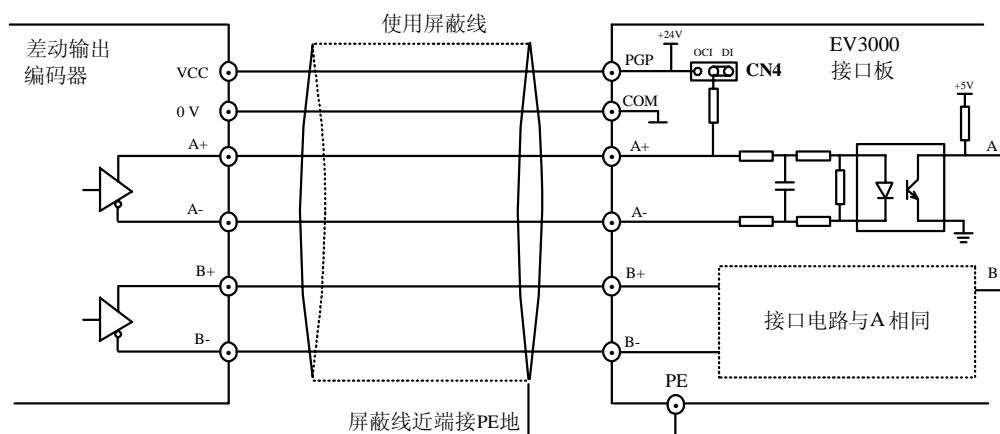 使用屏蔽线
差动输出
编码器
EV3000
接口板
+24V
OCI DI
CN4
VCC
PGP
+5V
0 V
COM
A+
A+
A
A-
A-
B+
B+
B
接口电路与A 相同
B-
B-
PE
屏蔽线近端接PE地